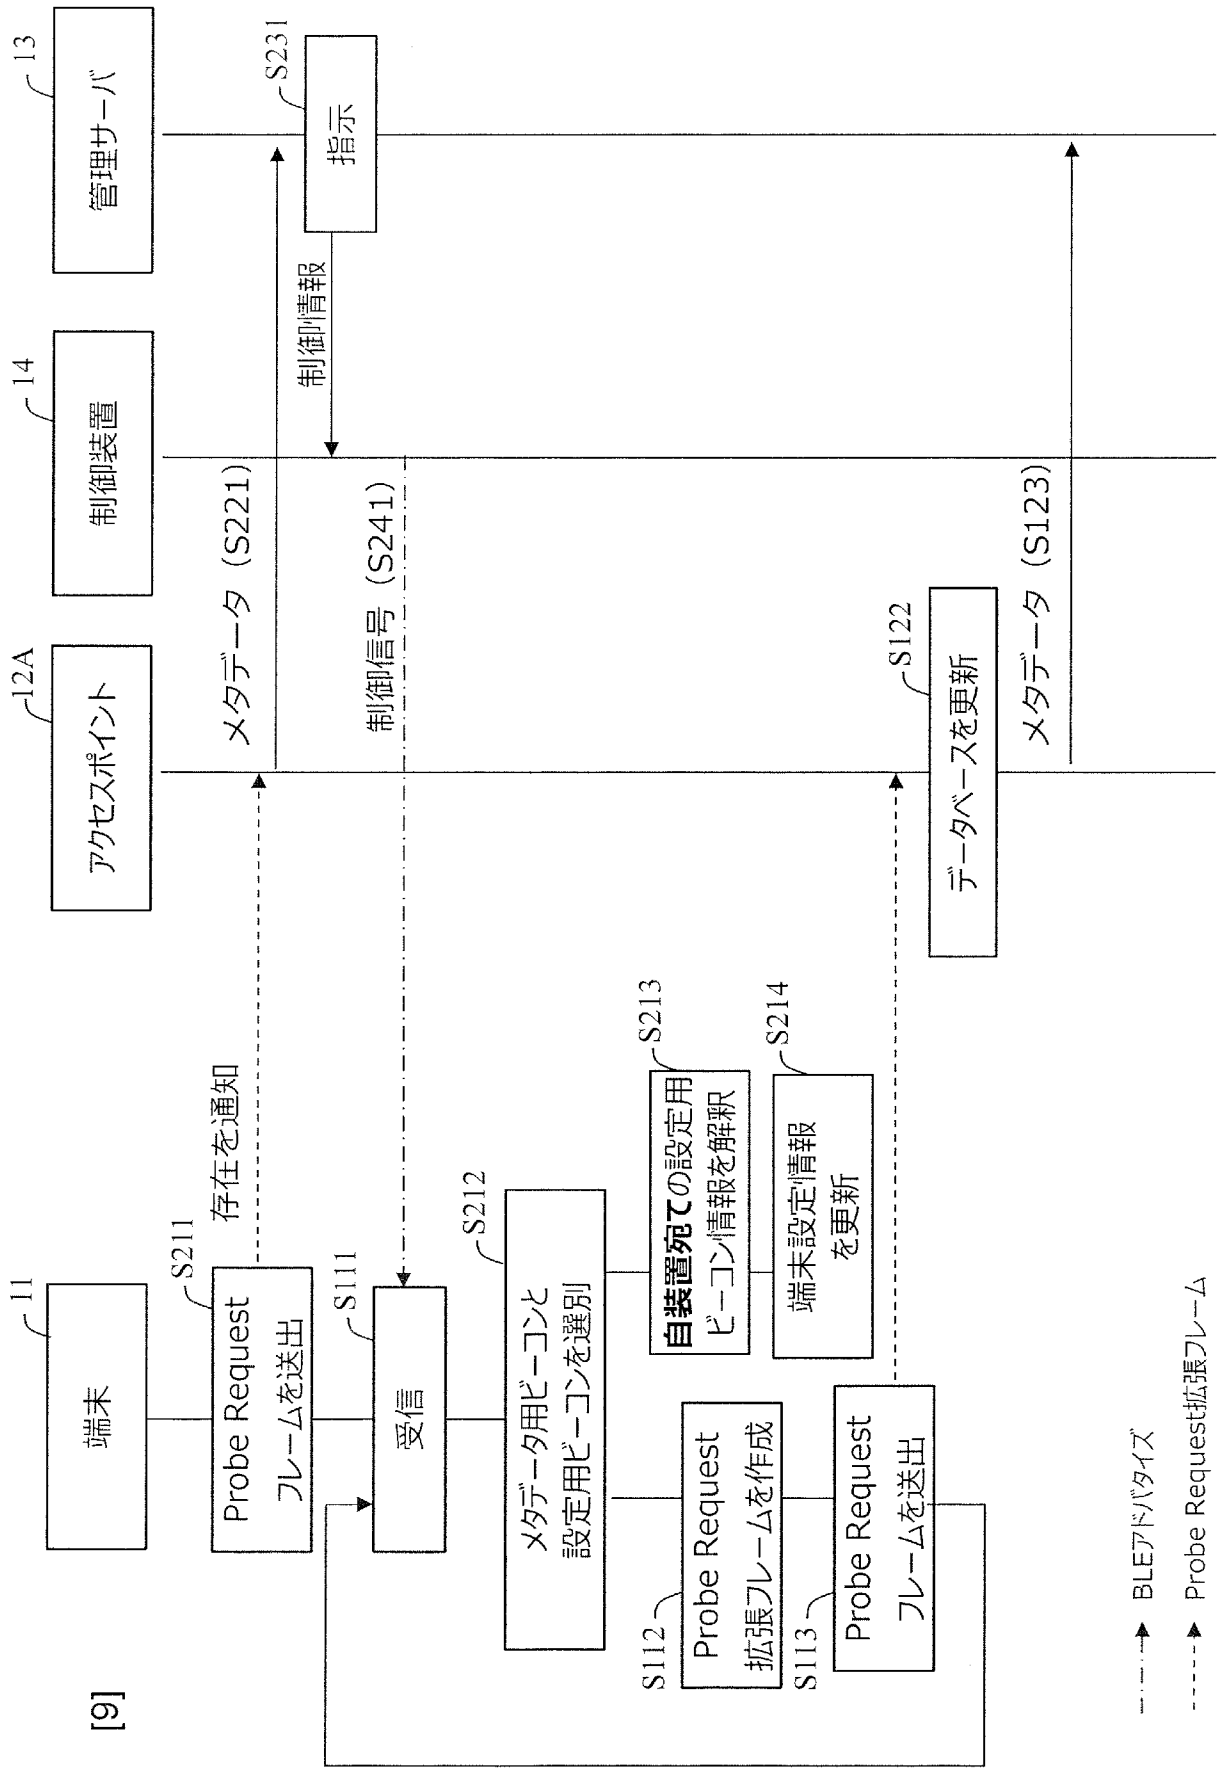 [9]
11
端末
12A
アクセスポイント
14
制御装置
13
管理サーバ
S211
Probe Request
フレームを送出
存在を通知
メタデータ (S221)
S231
指示
制御情報
制御信号 (S241)
S111
受信
S212
メタデータ用ビーコンと
設定用ビーコンを選別
S213
自装置宛ての設定用
ビーコン情報を解釈
S214
端末設定情報
を更新
S112
Probe Request
拡張フレームを作成
S113
Probe Request
フレームを送出
S122
データベースを更新
メタデータ (S123)
BLEアドバタイズ
Probe Request拡張フレーム